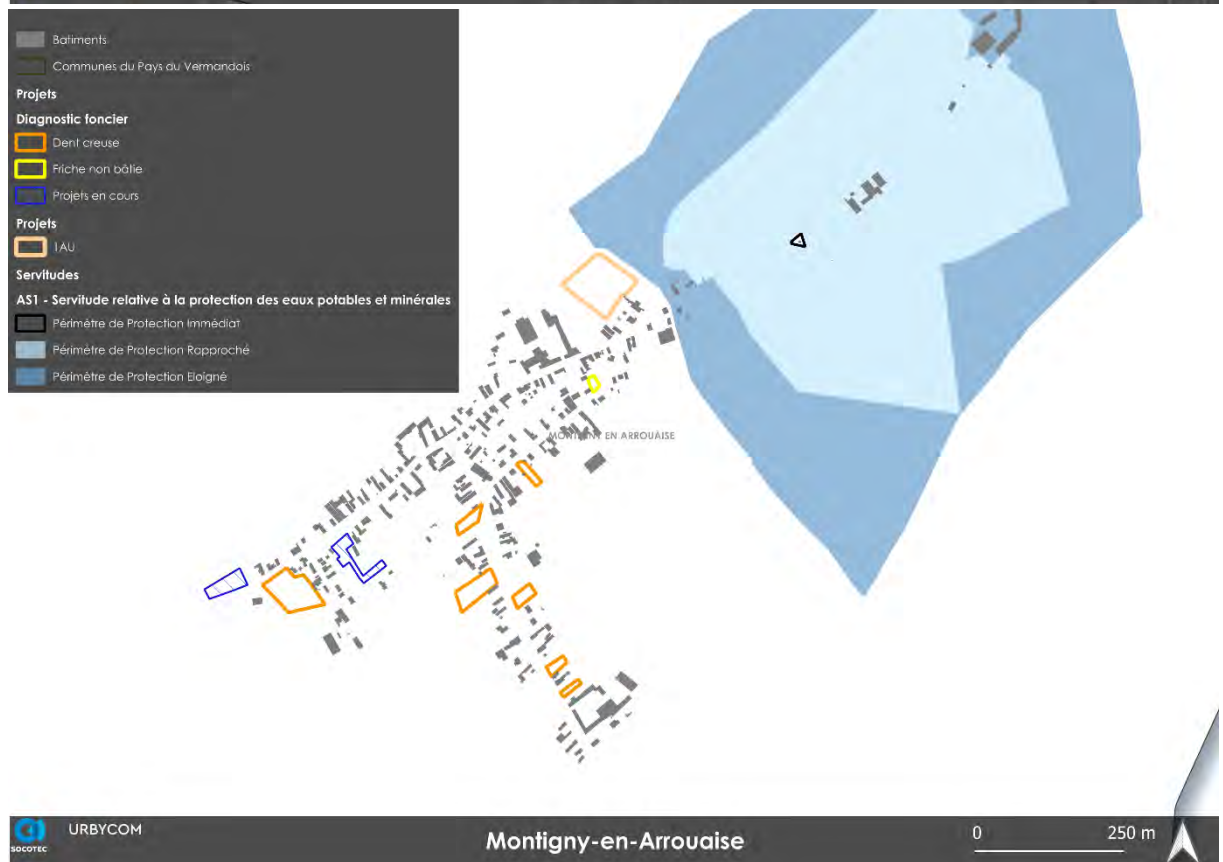 Batiments
Communes du Pays du Vermandois
Projets
Diagnostic foncier
Dent creuse
Friche non bâtie
Projets en cours
Projets
1AU
Servitudes
AS1 - Servitude relative à la protection des eaux potables et minérales
Périmètre de Protection Immédiat
Périmètre de Protection Rapproché
Périmètre de Protection Eloigné
MONTIGNY EN ARROUAISE
SOCOTEC
URBYCOM
Montigny-en-Arrouaise
0 250 m